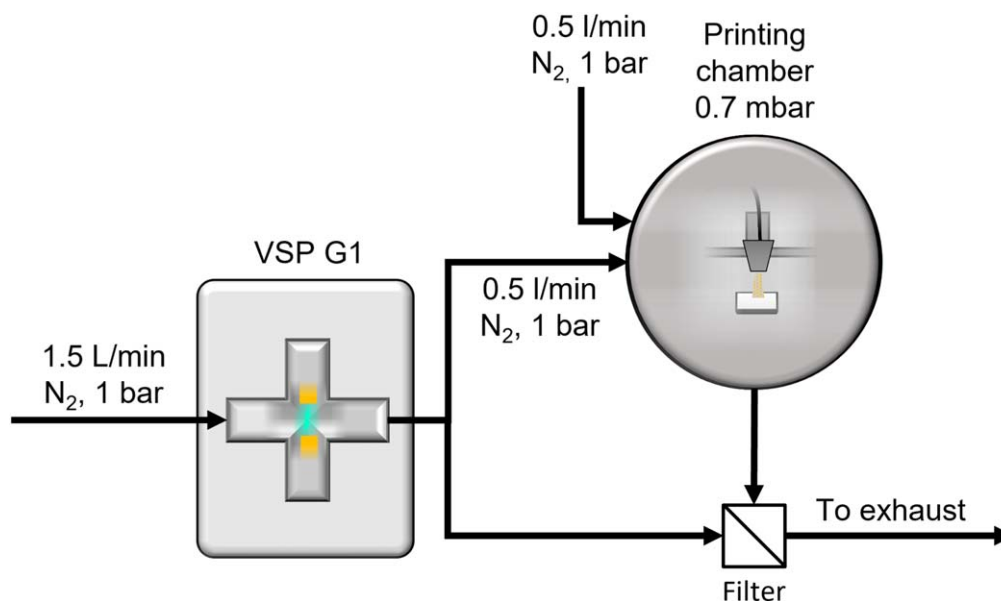 0.5 l/min
N₂, 1 bar
Printing
chamber
0.7 mbar
VSP G1
0.5 l/min
N₂, 1 bar
1.5 L/min
N₂, 1 bar
To exhaust
Filter